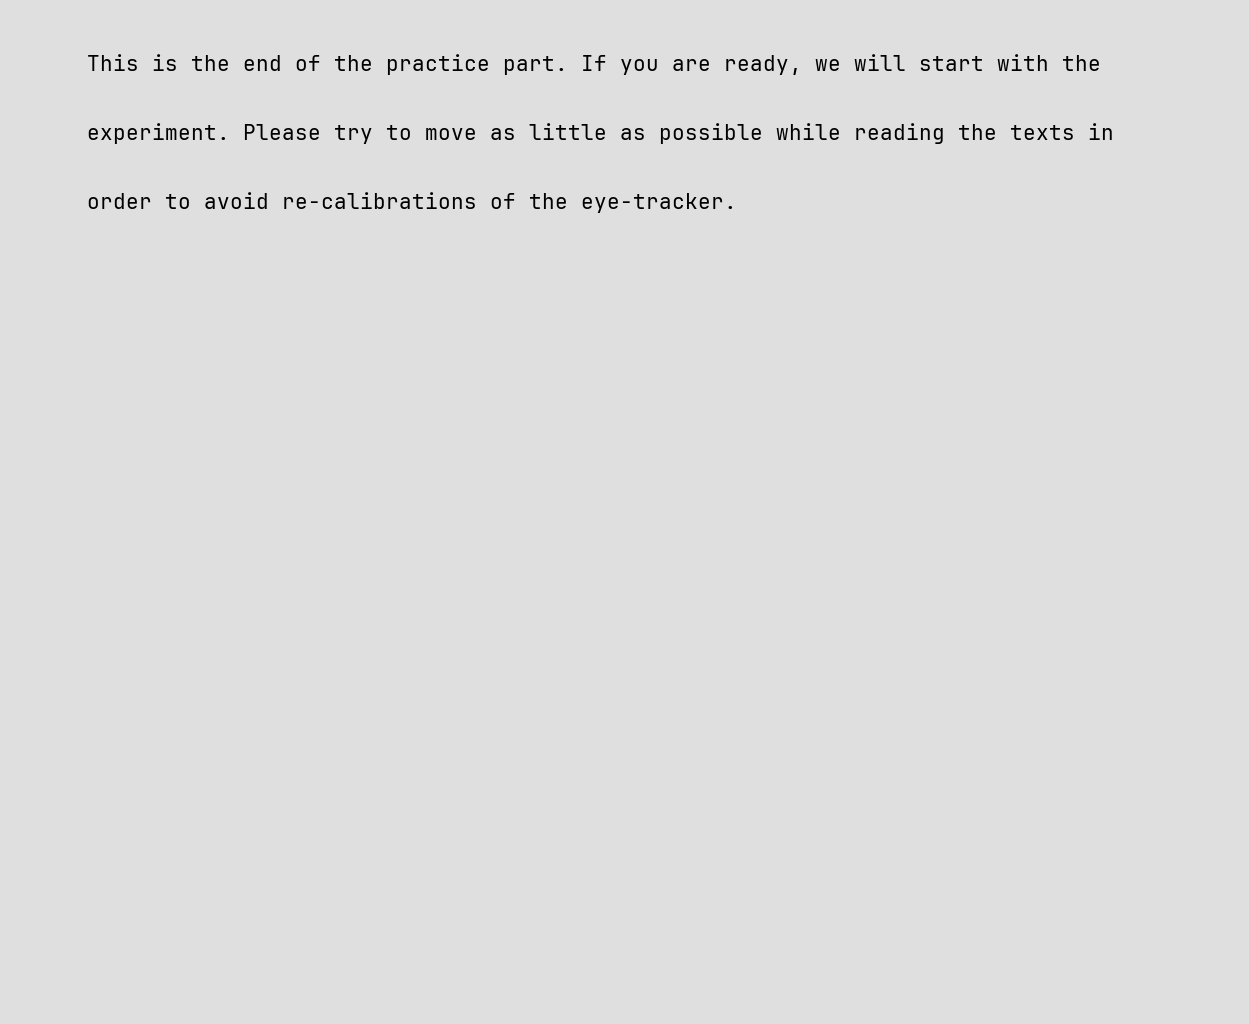 This is the end of the practice part. If you are ready, we will start with the
experiment. Please try to move as little as possible while reading the texts in
order to avoid re-calibrations of the eye-tracker.